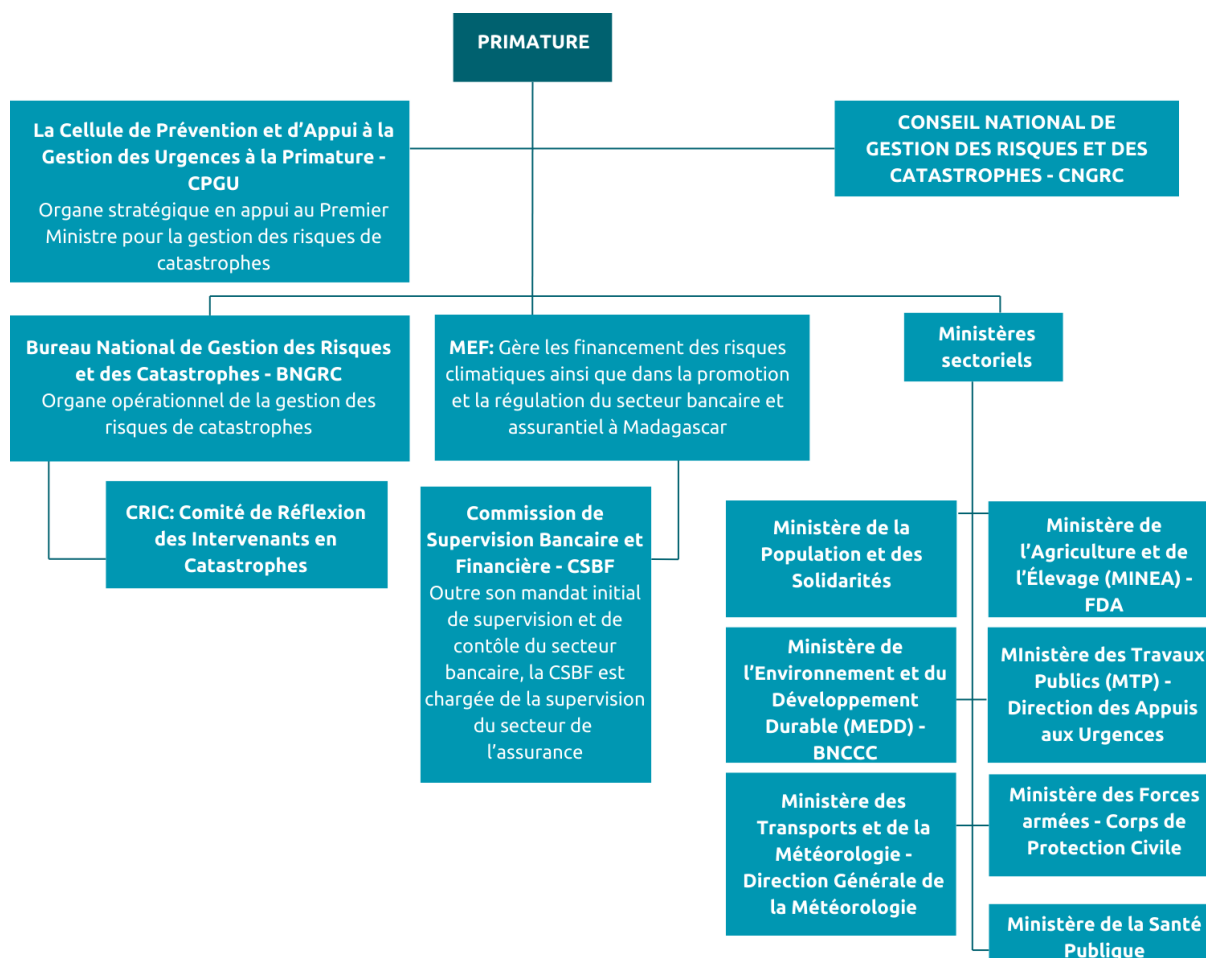 PRIMATURE
La Cellule de Prévention et d’Appui à la
Gestion des Urgences à la Primature -
CPGU
Organe stratégique en appui au Premier
Ministre pour la gestion des risques de
catastrophes
CONSEIL NATIONAL DE
GESTION DES RISQUES ET DES
CATASTROPHES - CNGRC
Bureau National de Gestion des Risques
et des Catastrophes - BNGRC
Organe opérationnel de la gestion des
risques de catastrophes
MEF: Gère les financement des risques
climatiques ainsi que dans la promotion
et la régulation du secteur bancaire et
assurantiel à Madagascar
Ministères
sectoriels
CRIC: Comité de Réflexion
des Intervenants en
Catastrophes
Commission de
Supervision Bancaire et
Financière - CSBF
Outre son mandat initial
de supervision et de
contôle du secteur
bancaire, la CSBF est
chargée de la supervision
du secteur de
l’assurance
Ministère de la
Population et des
Solidarités
Ministère de
l’Agriculture et de
l’Élevage (MINEA) -
FDA
Ministère de
l’Environnement et du
Développement
Durable (MEDD) -
BNCCC
MInistère des Travaux
Publics (MTP) -
Direction des Appuis
aux Urgences
Ministère des
Transports et de la
Météorologie -
Direction Générale de
la Météorologie
Ministère des Forces
armées - Corps de
Protection Civile
Ministère de la Santé
Publique